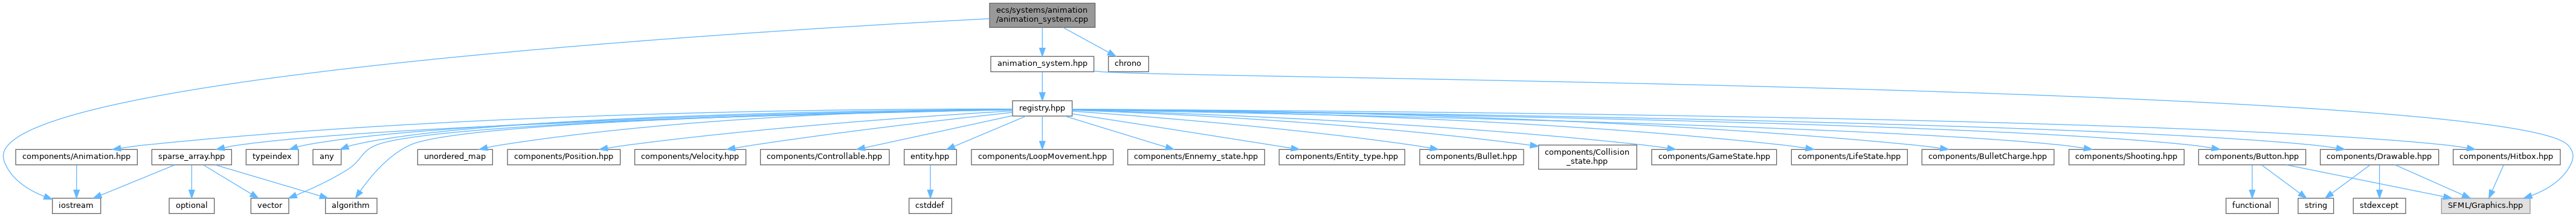 ecs/systems/animation
/animation_system.cpp
animation_system.hpp
chrono
registry.hpp
components/Animation.hpp
sparse_array.hpp
typeindex
any
unordered_map
components/Position.hpp
components/Velocity.hpp
components/Controllable.hpp
entity.hpp
components/LoopMovement.hpp
components/Ennemy_state.hpp
components/Entity_type.hpp
components/Bullet.hpp
components/Collision
_state.hpp
components/GameState.hpp
components/LifeState.hpp
components/BulletCharge.hpp
components/Shooting.hpp
components/Button.hpp
components/Drawable.hpp
components/Hitbox.hpp
iostream
optional
vector
algorithm
cstddef
functional
string
stdexcept
SFML/Graphics.hpp